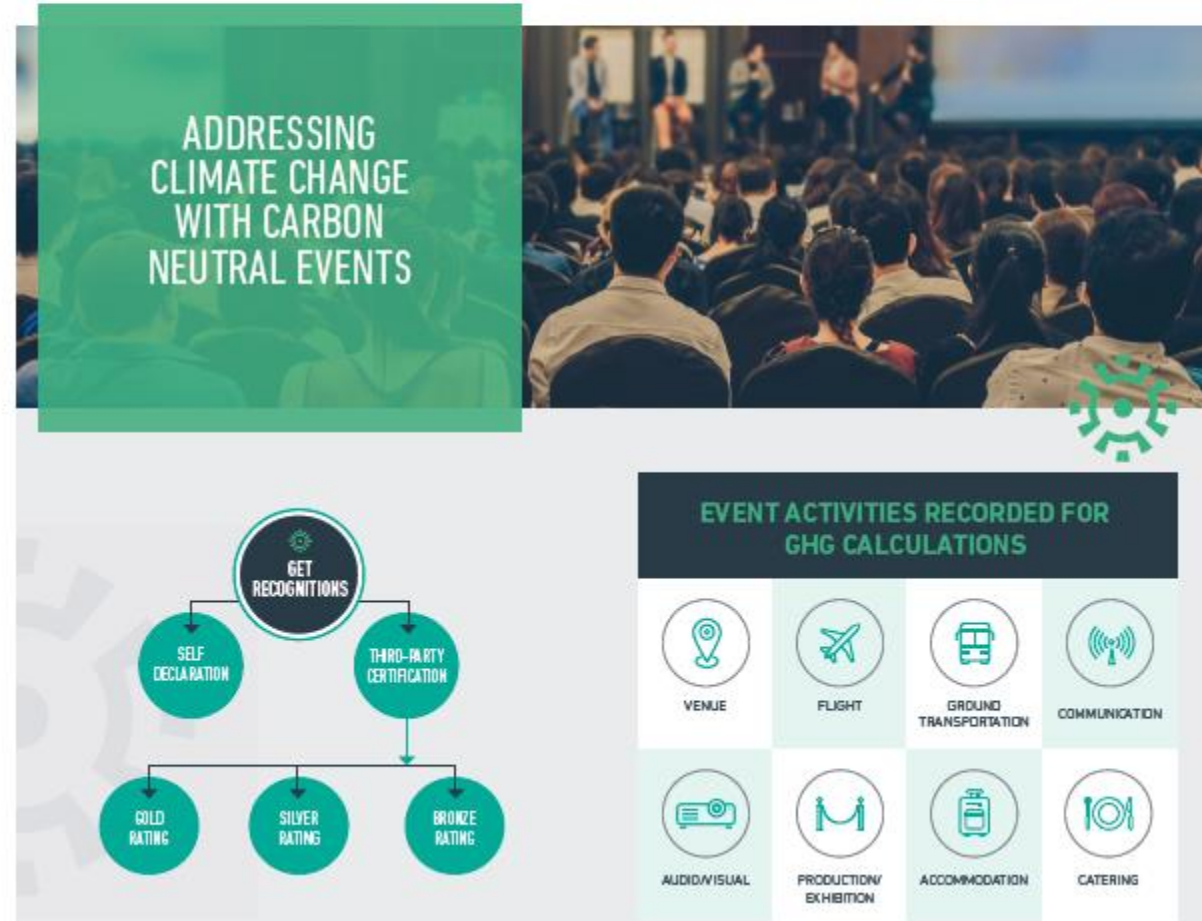 ADDRESSING
CLIMATE CHANGE
WITH CARBON
NEUTRAL EVENTS
GET
RECOGNITIONS
SELF
DECLARATION
THIRD-PARTY
CERTIFICATION
GOLD
RATING
SILVER
RATING
BRONZE
RATING
EVENT ACTIVITIES RECORDED FOR
GHG CALCULATIONS
VENUE
FLIGHT
GROUND
TRANSPORTATION
COMMUNICATION
AUDIO/VISUAL
PRODUCTION/
EXHIBITION
ACCOMMODATION
CATERING